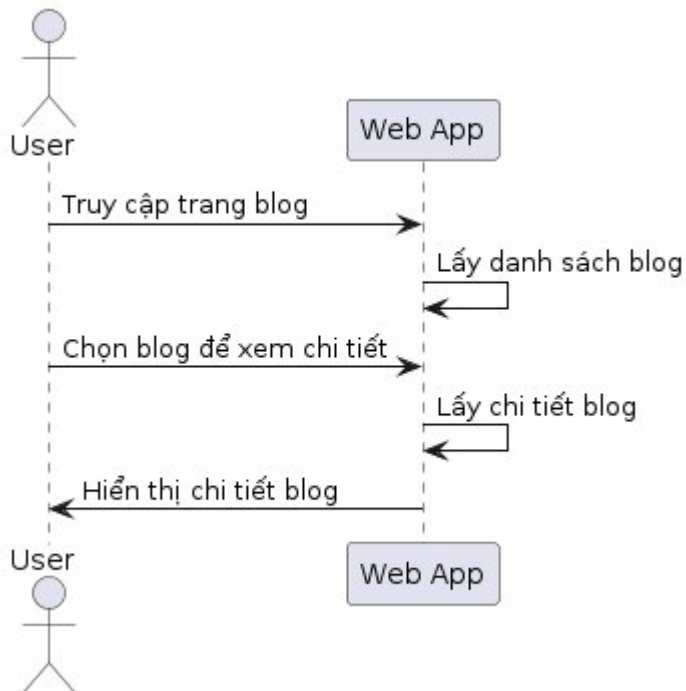 User
Web App
Truy cập trang blog
Lấy danh sách blog
Chọn blog để xem chi tiết
Lấy chi tiết blog
Hiển thị chi tiết blog
User
Web App